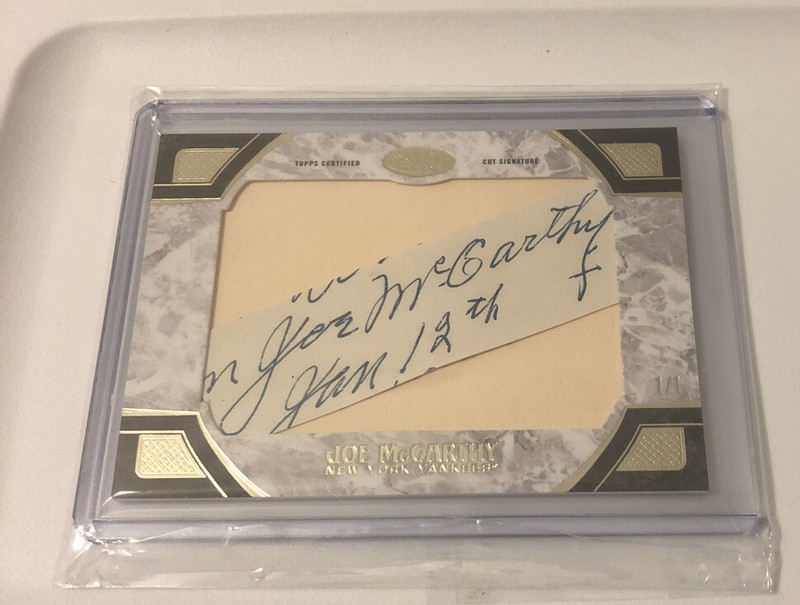 TOPPS CERTIFIED
CUT SIGNATURE
Joe McCarthy
Jan. 12th
1/1
JOE McCARTHY
NEW YORK YANKEES